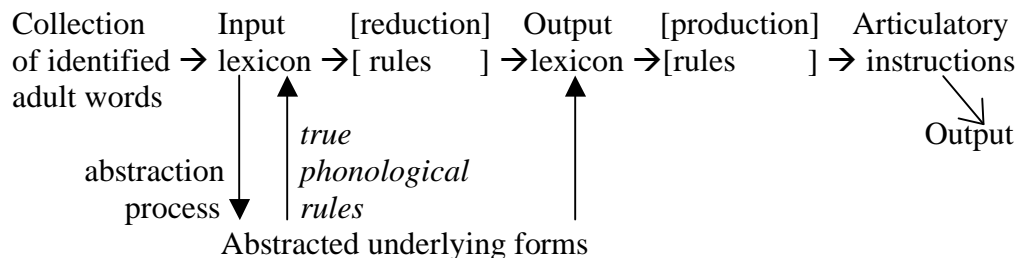 Collection Input [reduction] Output [production] Articulatory
of identified → lexicon →[ rules ] →lexicon →[rules ] → instructions
adult words
Output
true
abstraction phonological
process rules
Abstracted underlying forms